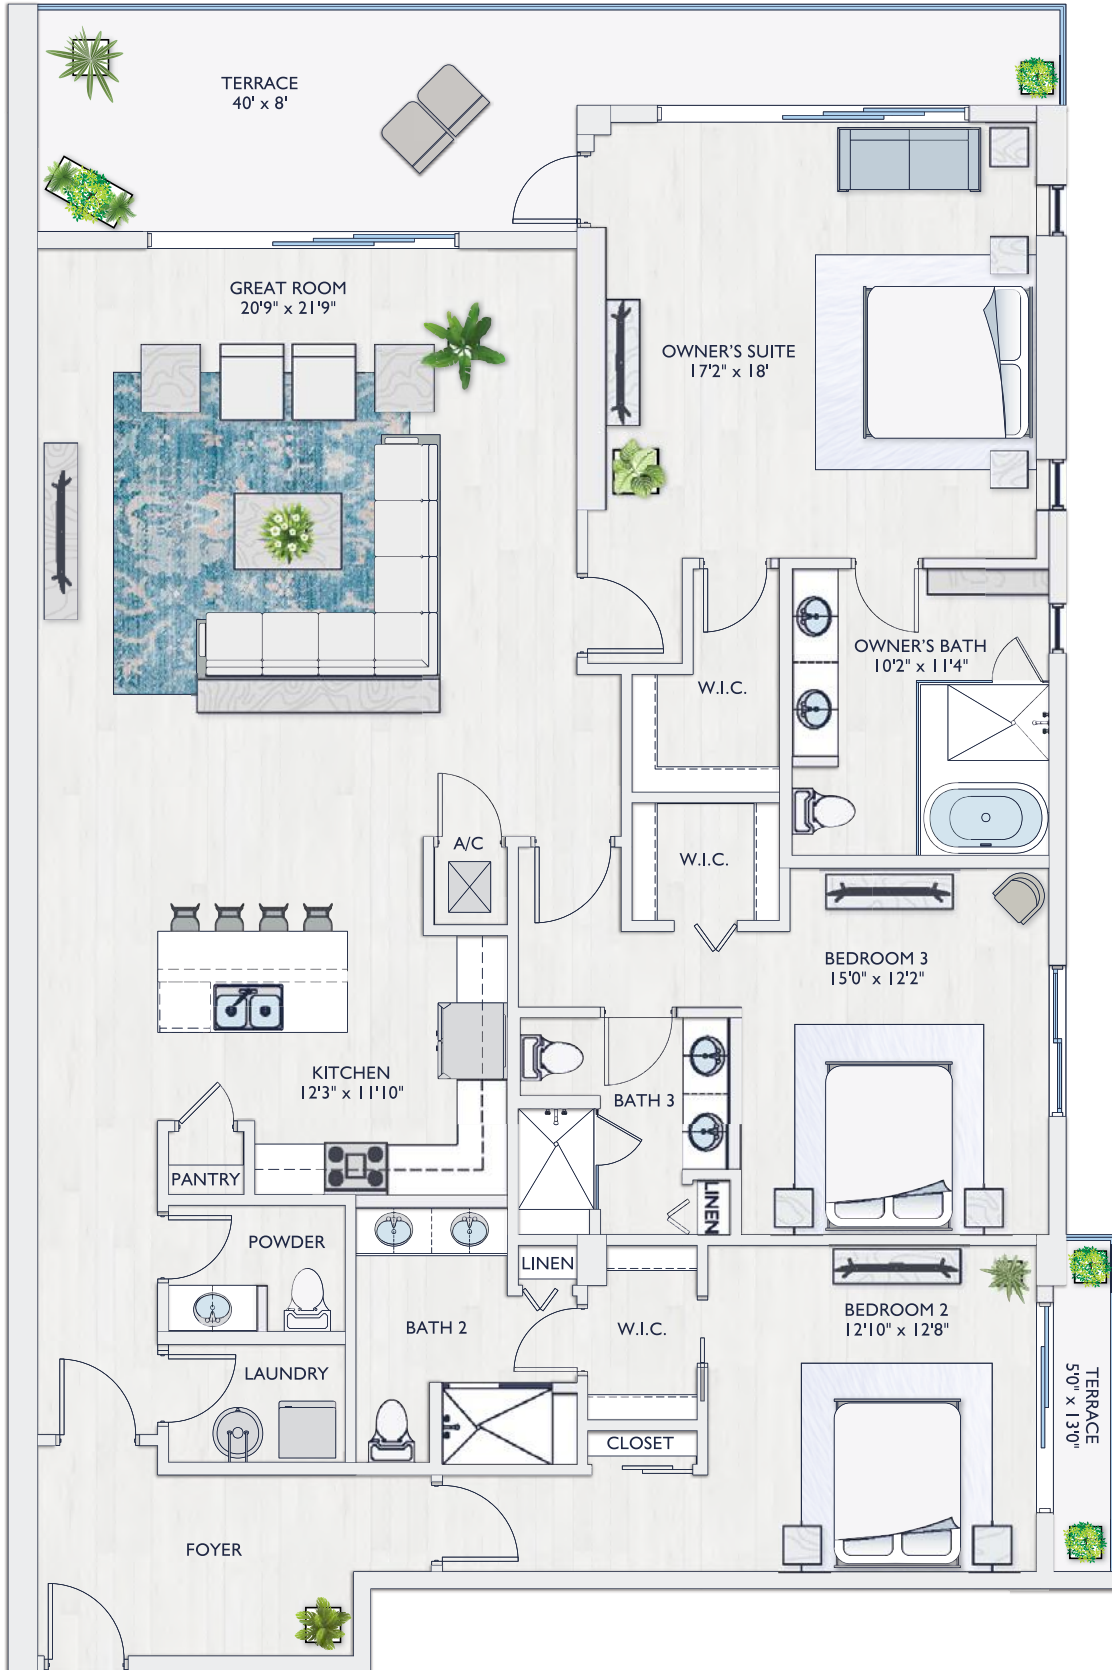 TERRACE
40' x 8'
GREAT ROOM
20'9" x 21'9"
OWNER'S SUITE
17'2" x 18'
OWNER'S BATH
10'2" x 11'4"
W.I.C.
A/C
W.I.C.
BEDROOM 3
15'0" x 12'2"
KITCHEN
12'3" x 11'10"
BATH 3
PANTRY
LINEN
POWDER
LINEN
BATH 2
W.I.C.
BEDROOM 2
12'10" x 12'8"
LAUNDRY
TERRACE
5'0" x 13'0"
CLOSET
FOYER